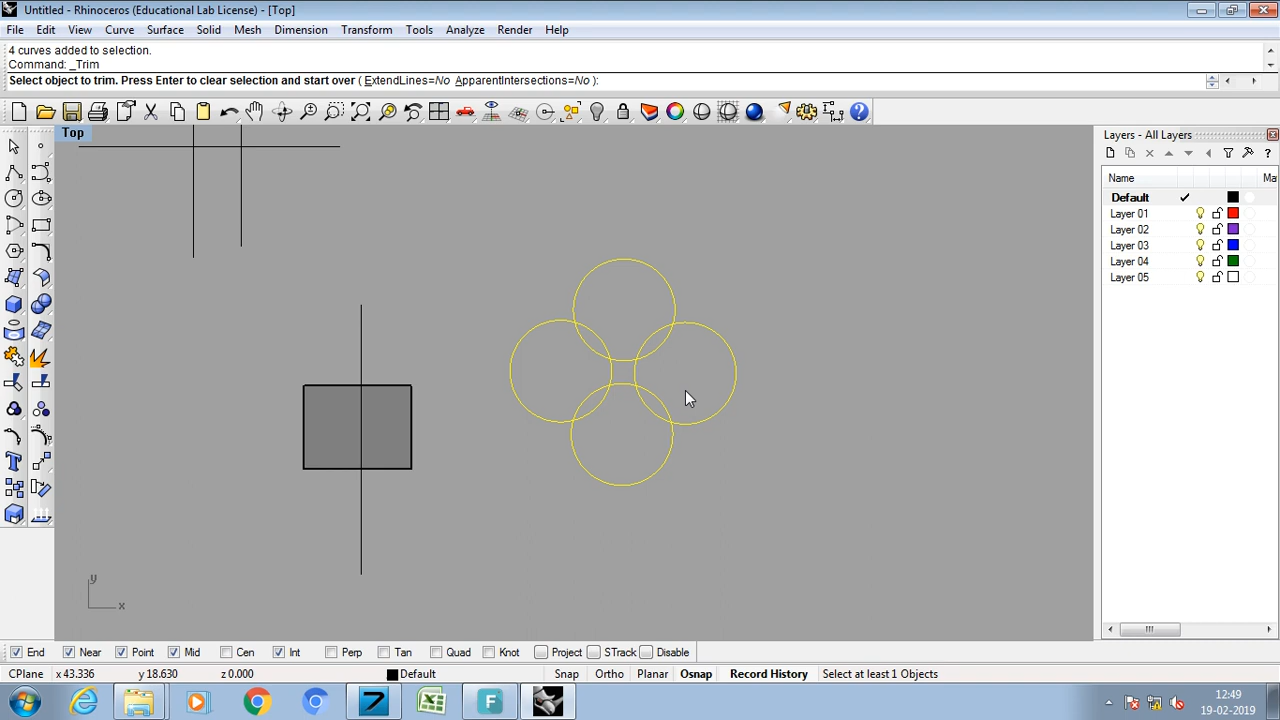 Untitled - Rhinoceros (Educational Lab License) - [Top]
File Edit View Curve Surface Solid Mesh Dimension Transform Tools Analyze Render Help
4 curves added to selection.
Command: _Trim
Select object to trim. Press Enter to clear selection and start over ( ExtendLines=No ApparentIntersections=No ):
Top
Layers - All Layers
Name Ma
Default
Layer 01
Layer 02
Layer 03
Layer 04
Layer 05
y
x
End Near Point Mid Cen Int Perp Tan Quad Knot Project STrack Disable
CPlane x 43.336 y 18.630 z 0.000 Default Snap Ortho Planar Osnap Record History Select at least 1 Objects
12:49
19-02-2019